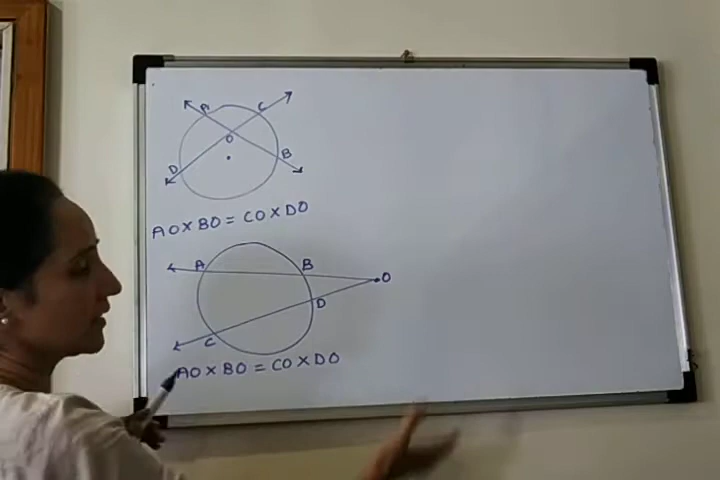 A C
O
D B
AO × BO = CO × DO
A B O
D
C
AO × BO = CO × DO